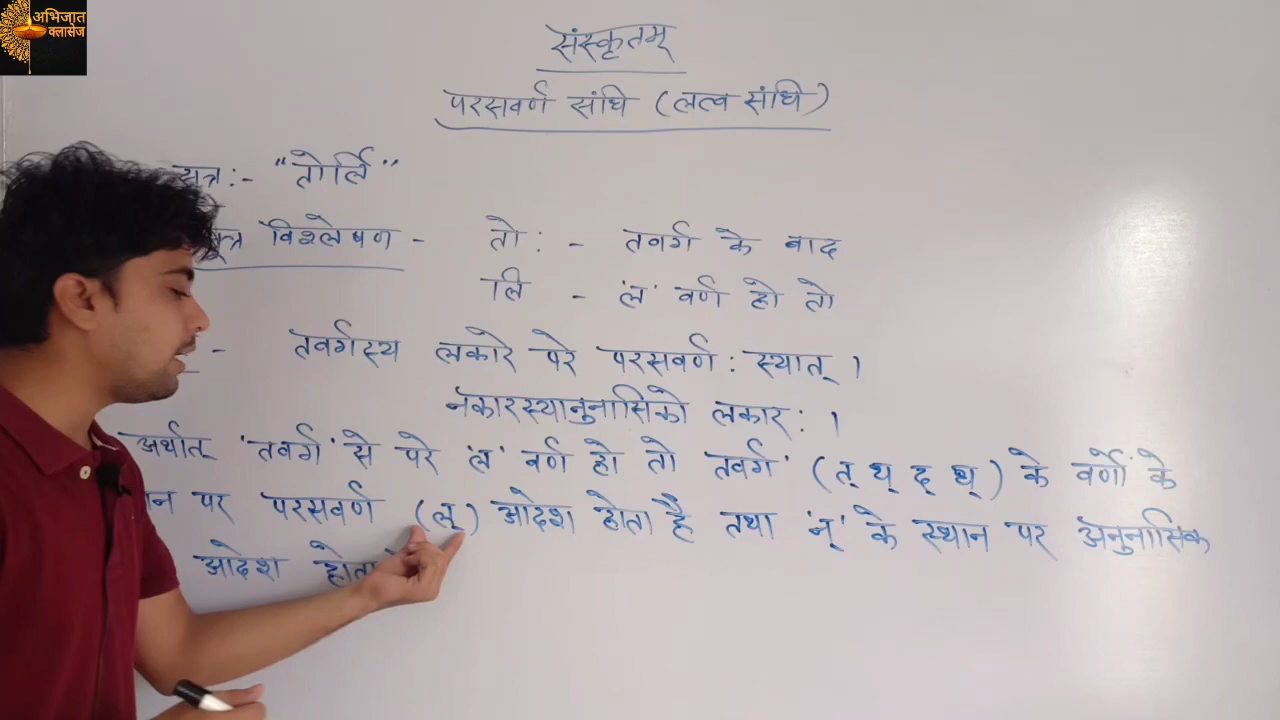 अभिजात
क्लासेज
संस्कृतम्
परसवर्ण संधि (लत्व संधि)
सूत्र:- "तोर्लि"
विश्लेषण - तो: - तवर्ग के बाद
लि - 'ल' वर्ण हो तो
- तवर्गस्य लकारे परे परसवर्ण: स्यात् ।
नकारस्यानुनासिको लकार: ।
अर्थात् 'तवर्ग' से परे 'ल' वर्ण हो तो तवर्ग' (त् थ् द् ध्) के वर्णों के
पर परसवर्ण (ल्) आदेश होता है तथा 'न्' के स्थान पर अनुनासिक
आदेश होता